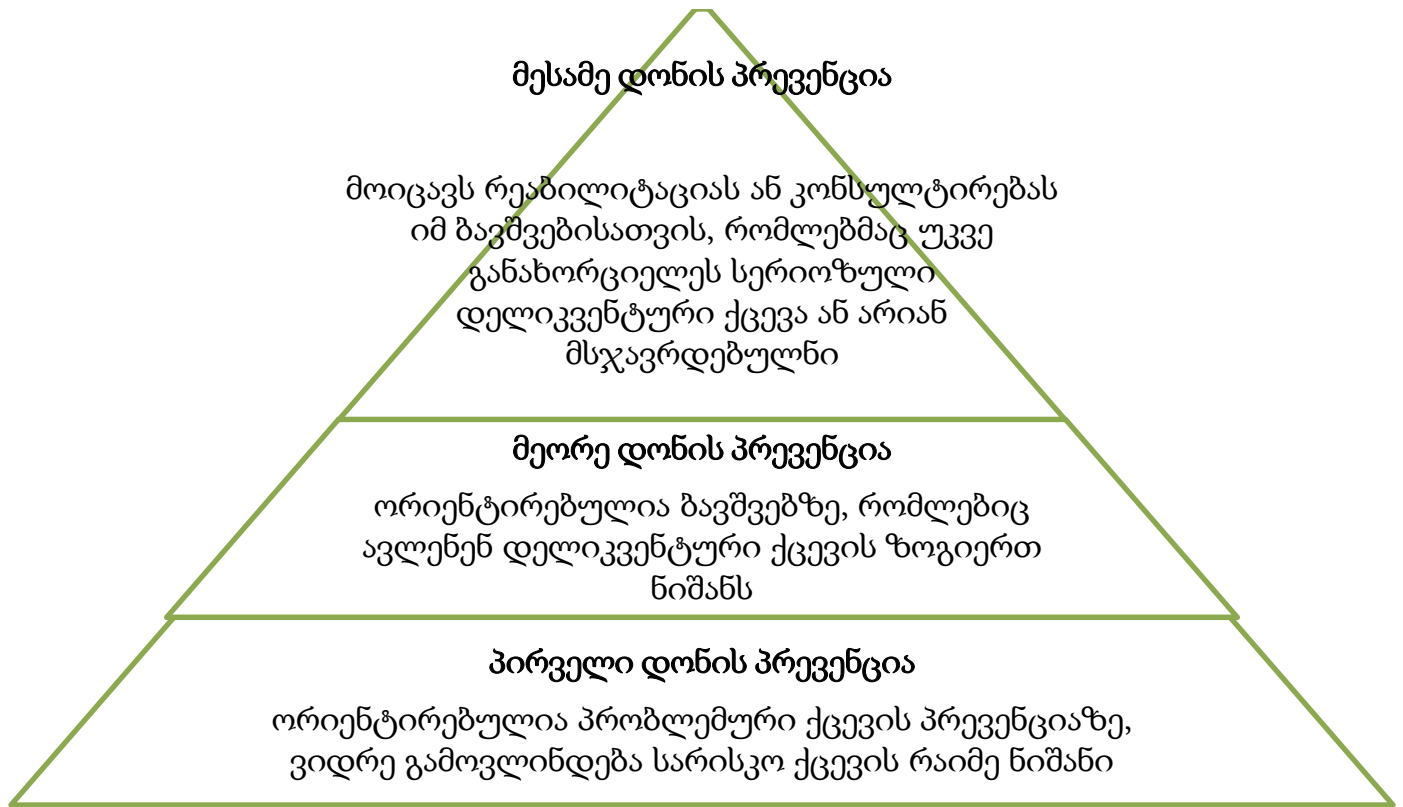 მესამე დონის პრევენცია
მოიცავს რეაბილიტაციას ან კონსულტირებას
იმ ბავშვებისათვის, რომლებმაც უკვე
განახორციელეს სერიოზული
დელიკვენტური ქცევა ან არიან
მსჯავრდებულნი
მეორე დონის პრევენცია
ორიენტირებულია ბავშვებზე, რომლებიც
ავლენენ დელიკვენტური ქცევის ზოგიერთ
ნიშანს
პირველი დონის პრევენცია
ორიენტირებულია პრობლემური ქცევის პრევენციაზე,
ვიდრე გამოვლინდება სარისკო ქცევის რაიმე ნიშანი